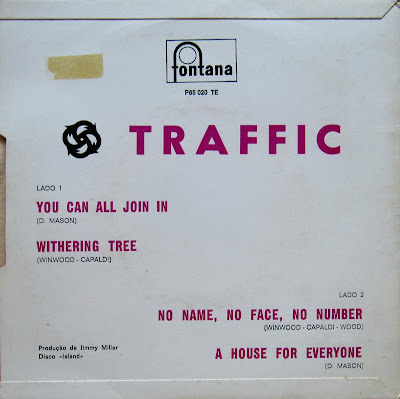 fontana
P65 020 TE
TRAFFIC
LADO 1
YOU CAN ALL JOIN IN
(D. MASON)
WITHERING TREE
(WINWOOD - CAPALDI)
LADO 2
NO NAME, NO FACE, NO NUMBER
(WINWOOD - CAPALDI - WOOD)
A HOUSE FOR EVERYONE
(D. MASON)
Produção de Jimmy Miller
Disco «Island»